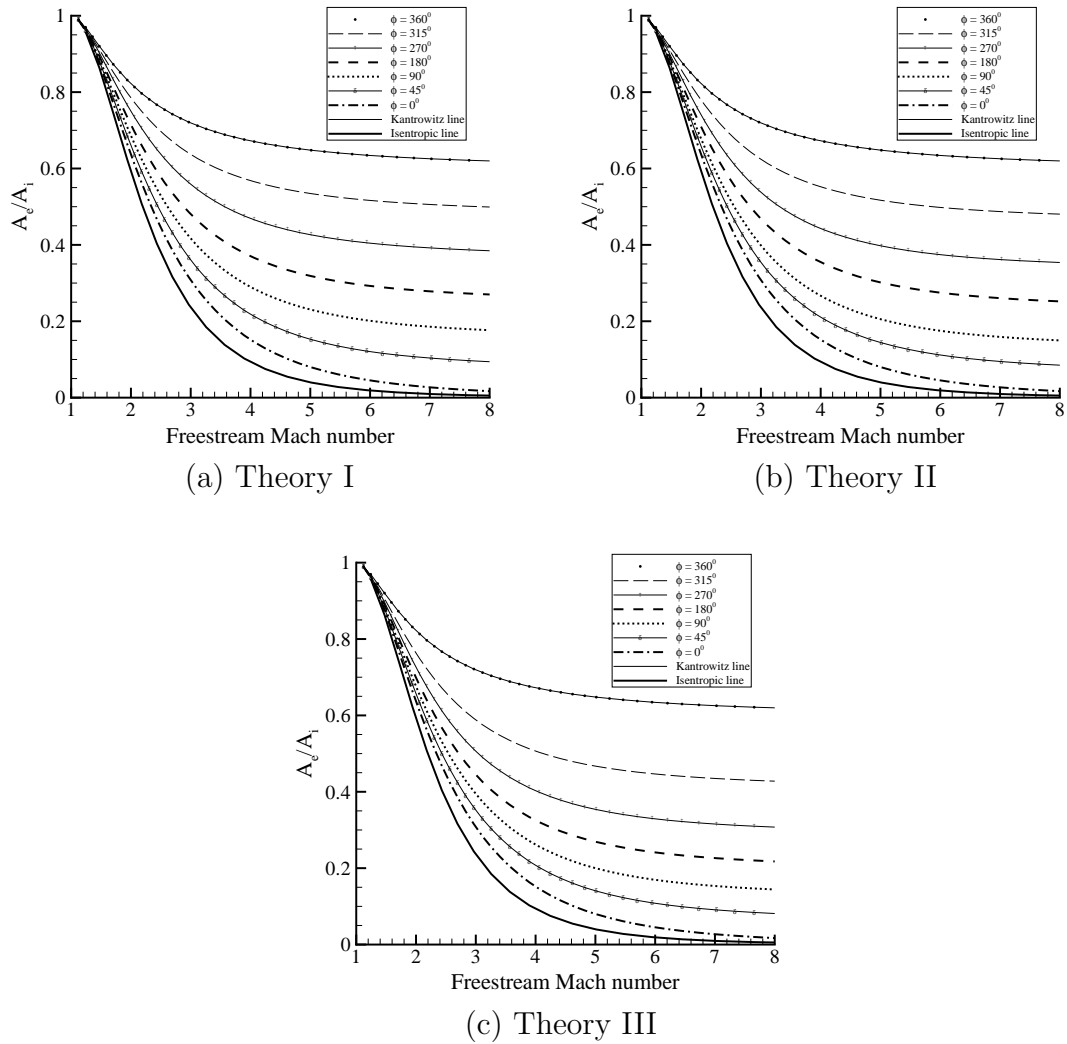 1
0.8
0.6
0.4
0.2
0
A_e/A_i
ϕ = 360⁰
ϕ = 315⁰
ϕ = 270⁰
ϕ = 180⁰
ϕ = 90⁰
ϕ = 45⁰
ϕ = 0⁰
Kantrowitz line
Isentropic line
1 2 3 4 5 6 7 8
Freestream Mach number
(a) Theory I
1
0.8
0.6
0.4
0.2
0
A_e/A_i
ϕ = 360⁰
ϕ = 315⁰
ϕ = 270⁰
ϕ = 180⁰
ϕ = 90⁰
ϕ = 45⁰
ϕ = 0⁰
Kantrowitz line
Isentropic line
1 2 3 4 5 6 7 8
Freestream Mach number
(b) Theory II
1
0.8
0.6
0.4
0.2
0
A_e/A_i
ϕ = 360⁰
ϕ = 315⁰
ϕ = 270⁰
ϕ = 180⁰
ϕ = 90⁰
ϕ = 45⁰
ϕ = 0⁰
Kantrowitz line
Isentropic line
1 2 3 4 5 6 7 8
Freestream Mach number
(c) Theory III